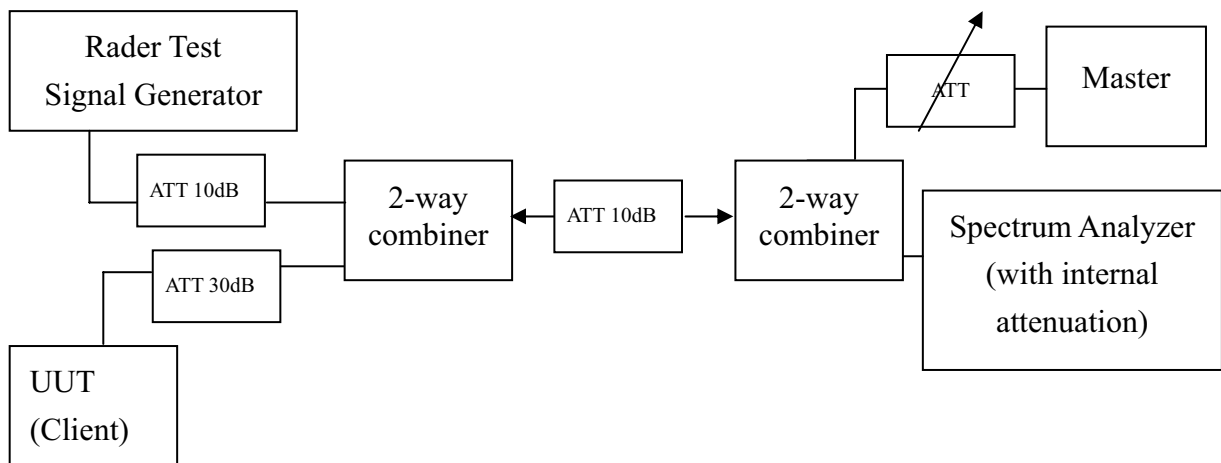 Rader Test
Signal Generator
ATT 10dB
ATT 30dB
UUT
(Client)
2-way
combiner
ATT 10dB
2-way
combiner
ATT
Master
Spectrum Analyzer
(with internal
attenuation)